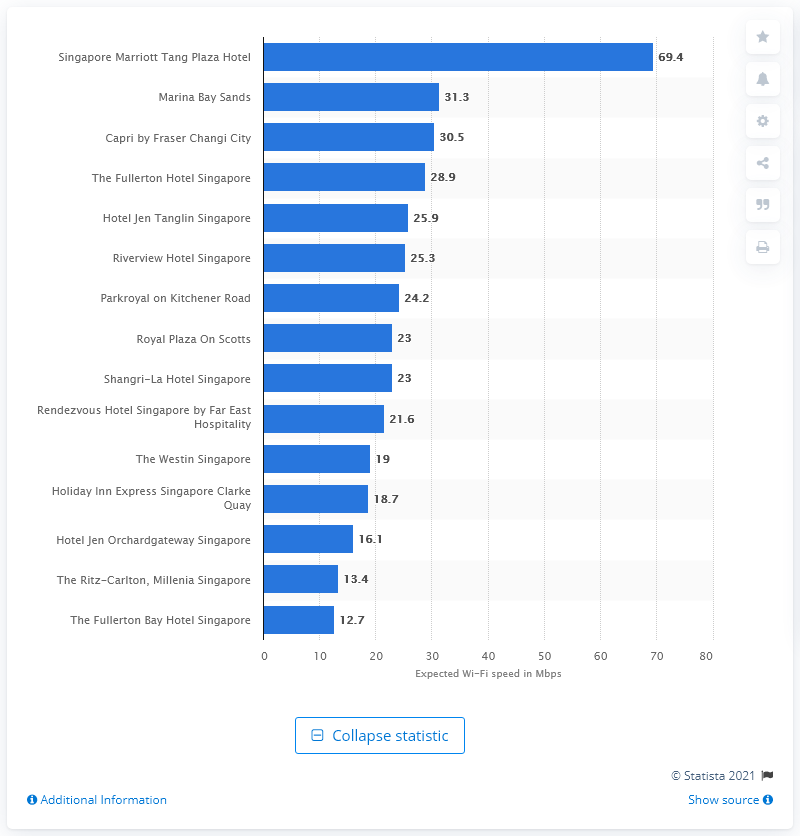 Singapore Marriott Tang Plaza Hotel 69.4
Marina Bay Sands 31.3
Capri by Fraser Changi City 30.5
The Fullerton Hotel Singapore 28.9
Hotel Jen Tanglin Singapore 25.9
Riverview Hotel Singapore 25.3
Parkroyal on Kitchener Road 24.2
Royal Plaza On Scotts 23
Shangri-La Hotel Singapore 23
Rendezvous Hotel Singapore by Far East
Hospitality 21.6
The Westin Singapore 19
Holiday Inn Express Singapore Clarke
Quay 18.7
Hotel Jen Orchardgateway Singapore 16.1
The Ritz-Carlton, Millenia Singapore 13.4
The Fullerton Bay Hotel Singapore 12.7
0 10 20 30 40 50 60 70 80
Expected Wi-Fi speed in Mbps
Collapse statistic
© Statista 2021
Additional Information
Show source